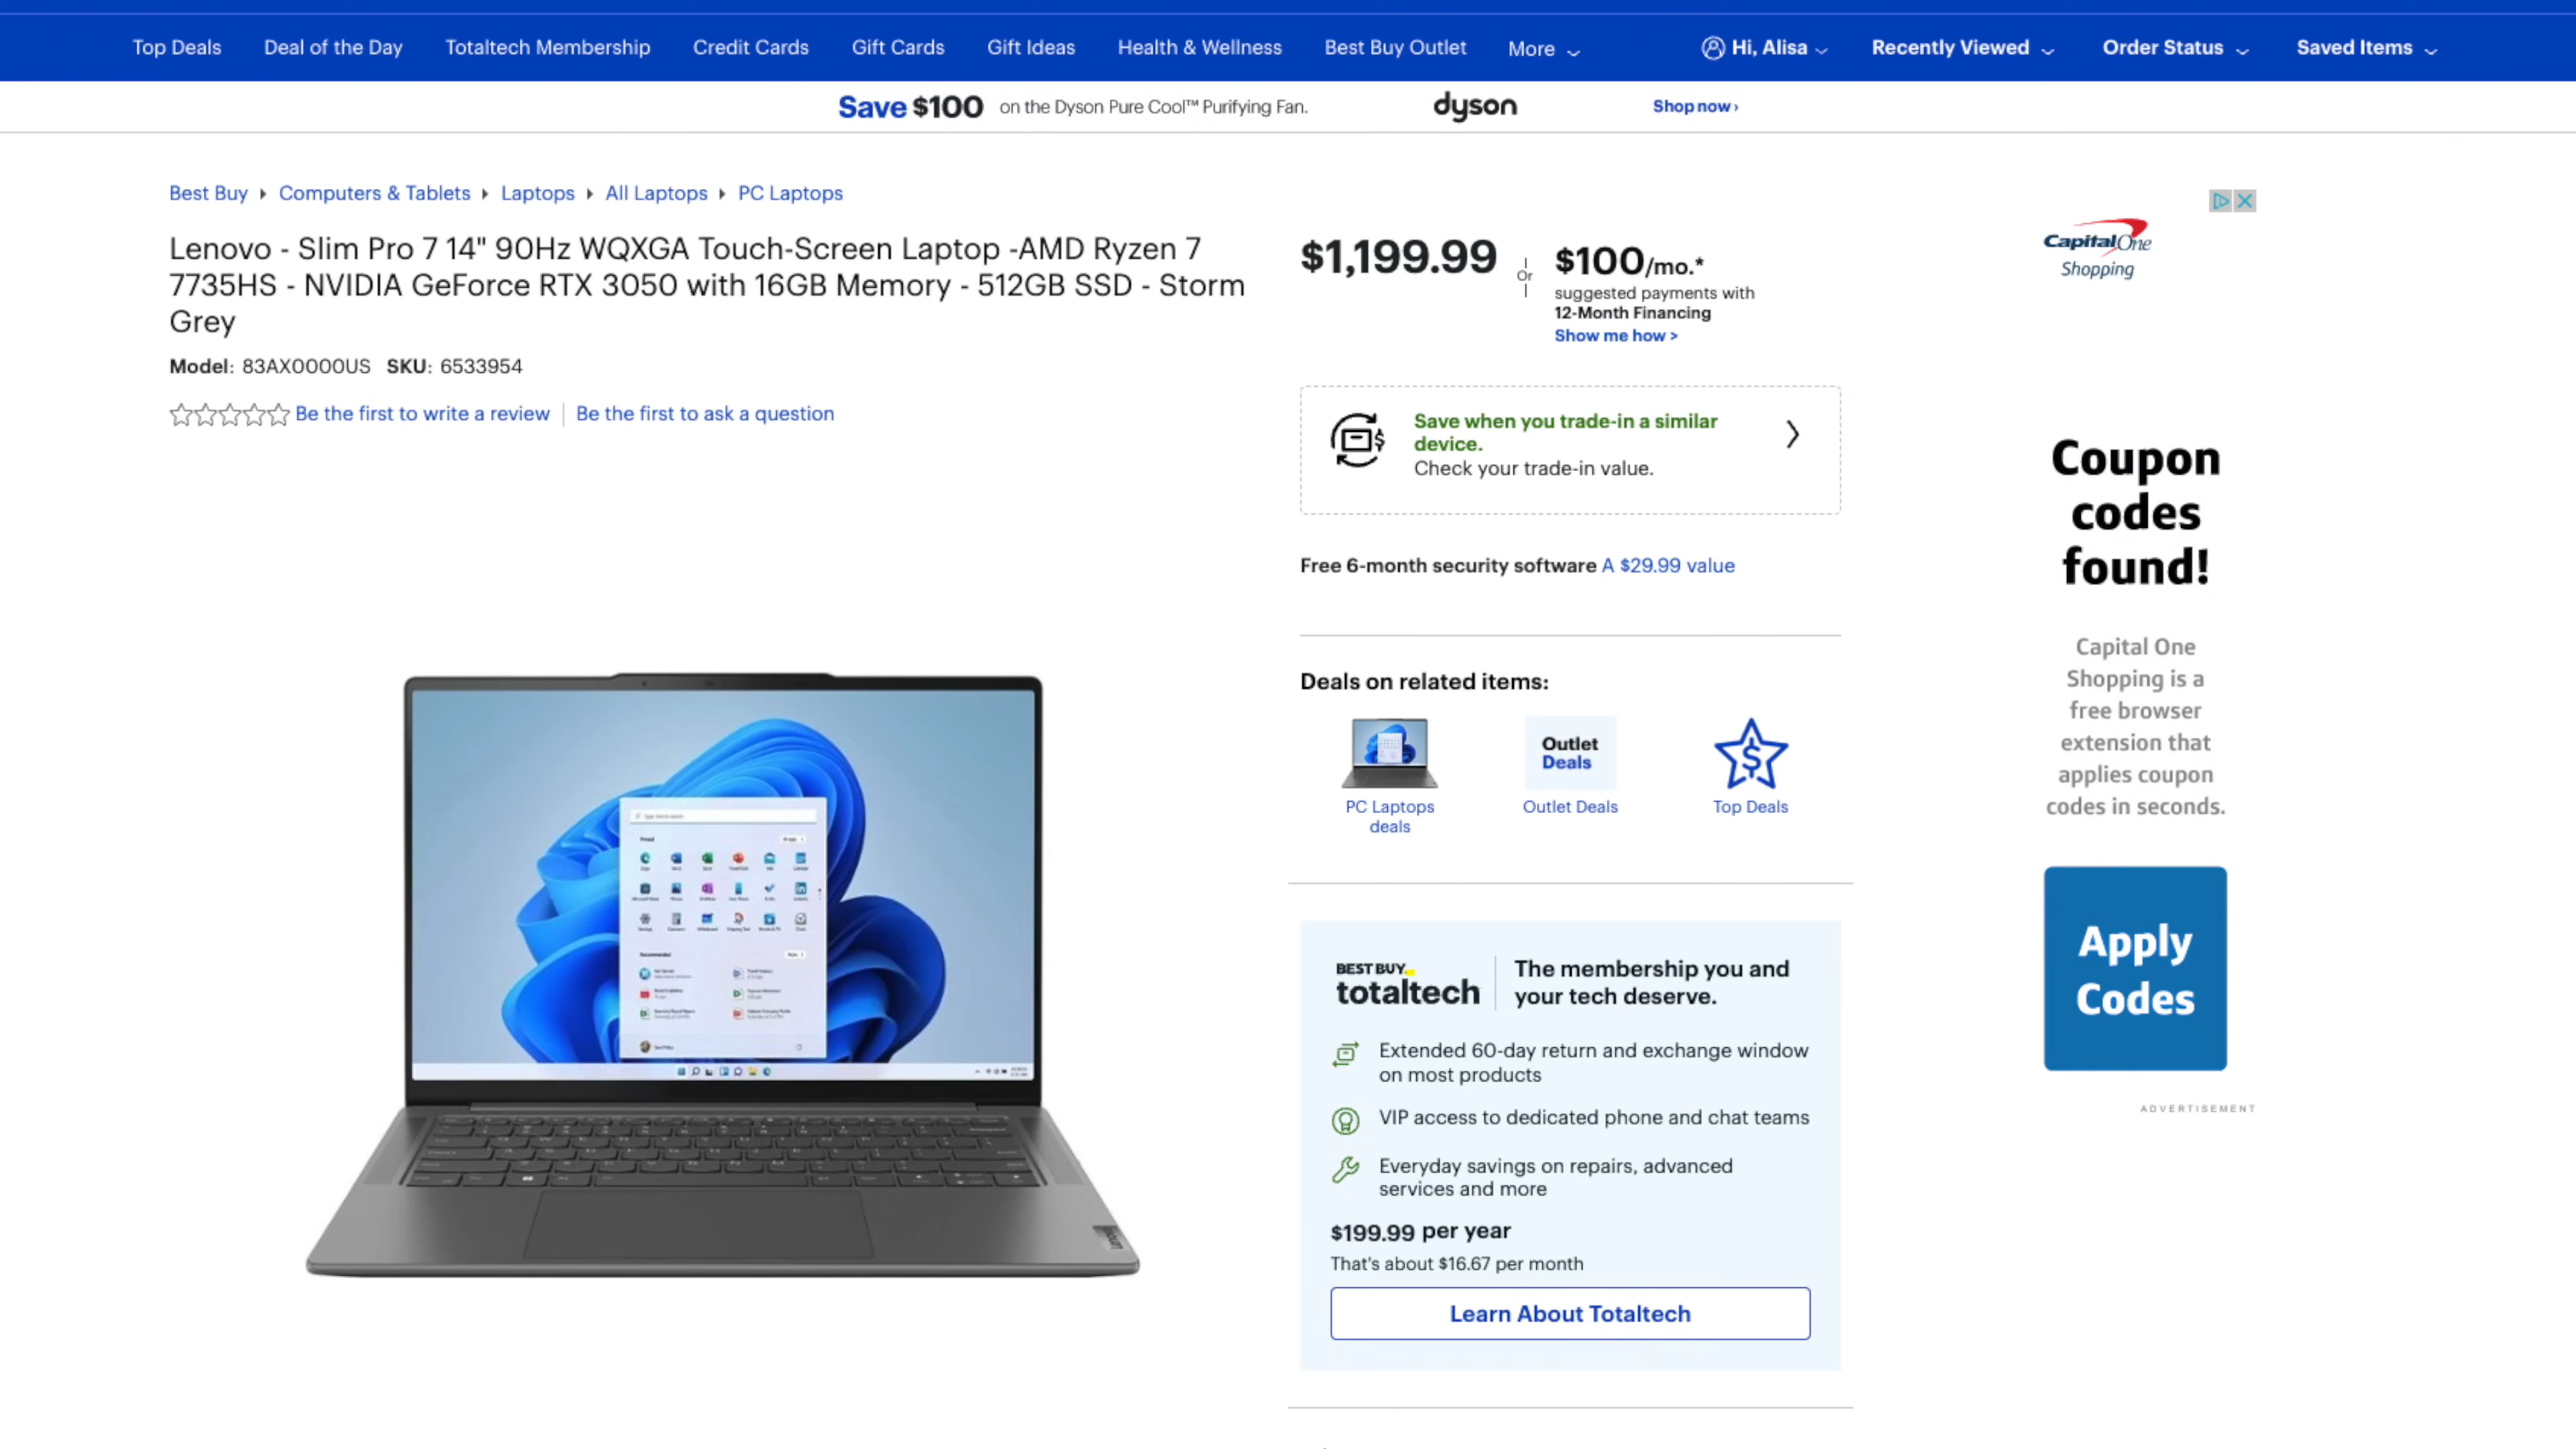 Top Deals Deal of the Day Totaltech Membership Credit Cards Gift Cards Gift Ideas Health & Wellness Best Buy Outlet More Hi, Alisa Recently Viewed Order Status Saved Items
Save $100 on the Dyson Pure Cool™ Purifying Fan. dyson Shop now ›
Best Buy Computers & Tablets Laptops All Laptops PC Laptops
Lenovo - Slim Pro 7 14" 90Hz WQXGA Touch-Screen Laptop -AMD Ryzen 7
7735HS - NVIDIA GeForce RTX 3050 with 16GB Memory - 512GB SSD - Storm
Grey
Model: 83AX0000US SKU: 6533954
Be the first to write a review Be the first to ask a question
$1,199.99
Or
$100/mo.*
suggested payments with
12-Month Financing
Show me how >
Save when you trade-in a similar
device.
Check your trade-in value.
Free 6-month security software A $29.99 value
Deals on related items:
PC Laptops
deals
Outlet
Deals
Outlet Deals
Top Deals
BEST BUY
totaltech
The membership you and
your tech deserve.
Extended 60-day return and exchange window
on most products
VIP access to dedicated phone and chat teams
Everyday savings on repairs, advanced
services and more
$199.99 per year
That's about $16.67 per month
Learn About Totaltech
Capital One
Shopping
Coupon
codes
found!
Capital One
Shopping is a
free browser
extension that
applies coupon
codes in seconds.
Apply
Codes
ADVERTISEMENT
Lenovo